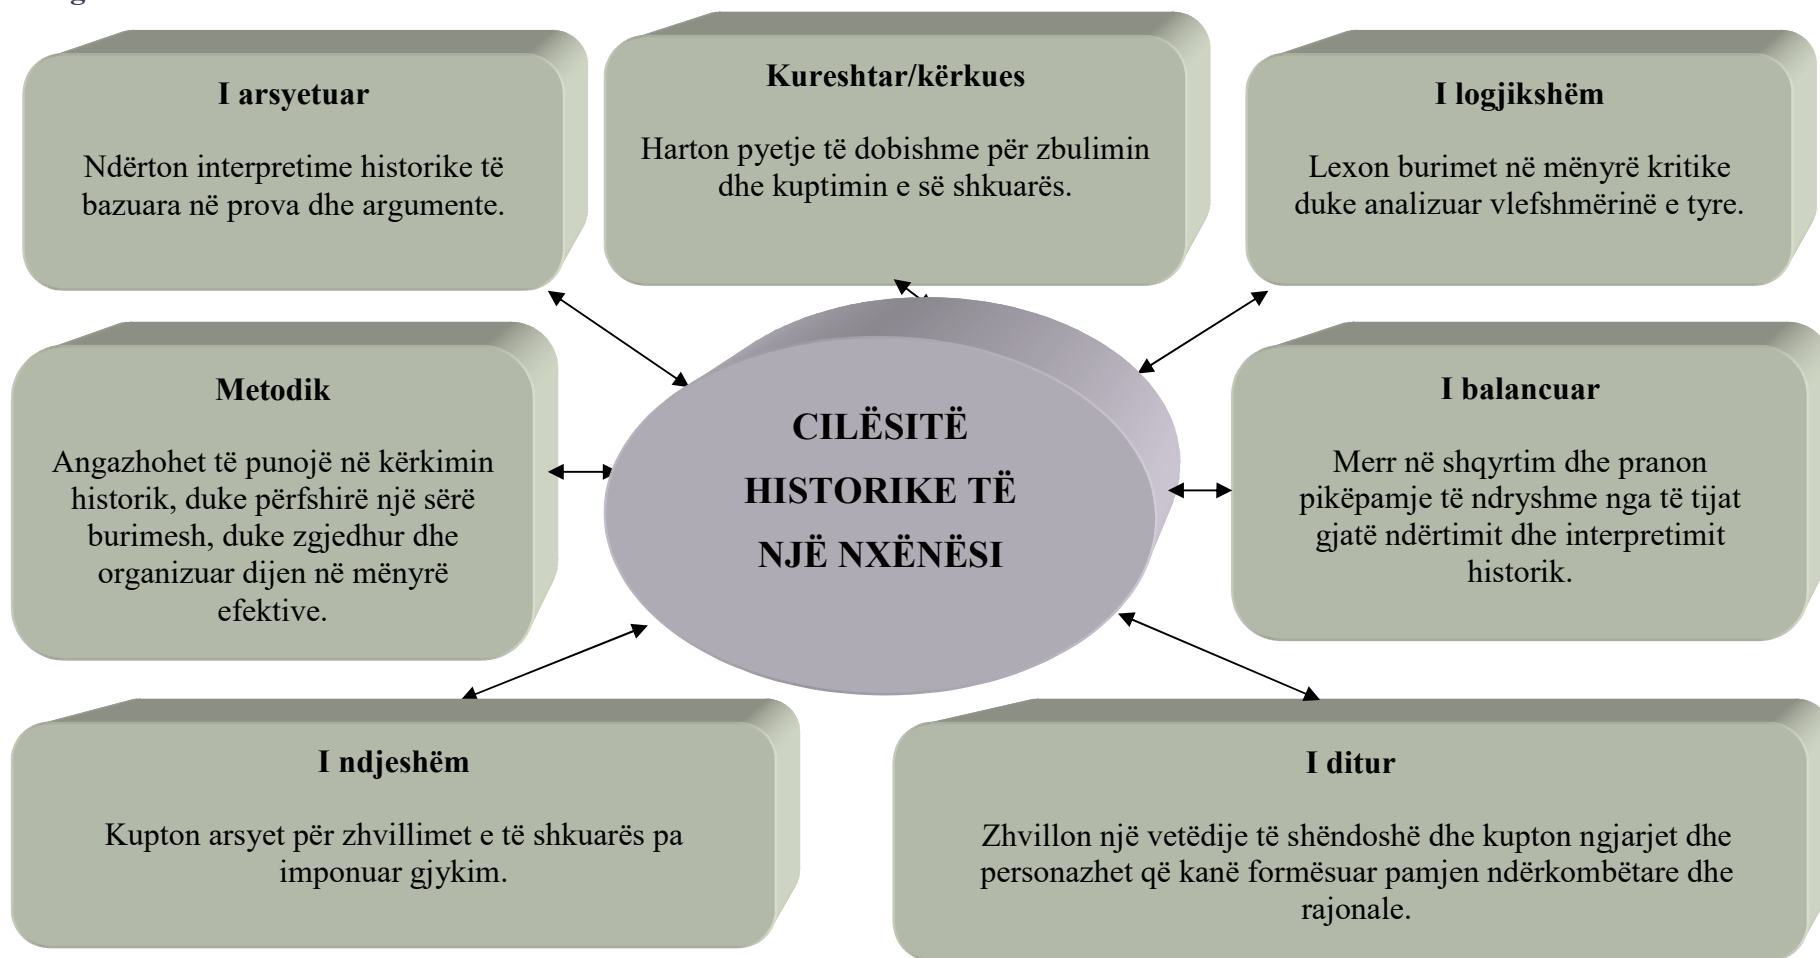 I arsyetuar
Ndërton interpretime historike të
bazuara në prova dhe argumente.
Kureshtar/kërkues
Harton pyetje të dobishme për zbulimin
dhe kuptimin e së shkuarës.
I logjikshëm
Lexon burimet në mënyrë kritike
duke analizuar vlefshmërinë e tyre.
Metodik
Angazhohet të punojë në kërkimin
historik, duke përfshirë një sërë
burimesh, duke zgjedhur dhe
organizuar dijen në mënyrë
efektive.
CILËSITË
HISTORIKE TË
NJË NXËNËSI
I balancuar
Merr në shqyrtim dhe pranon
pikëpamje të ndryshme nga të tijat
gjatë ndërtimit dhe interpretimit
historik.
I ndjeshëm
Kupton arsyet për zhvillimet e të shkuarës pa
imponuar gjykim.
I ditur
Zhvillon një vetëdije të shëndoshë dhe kupton ngjarjet dhe
personazhet që kanë formësuar pamjen ndërkombëtare dhe
rajonale.